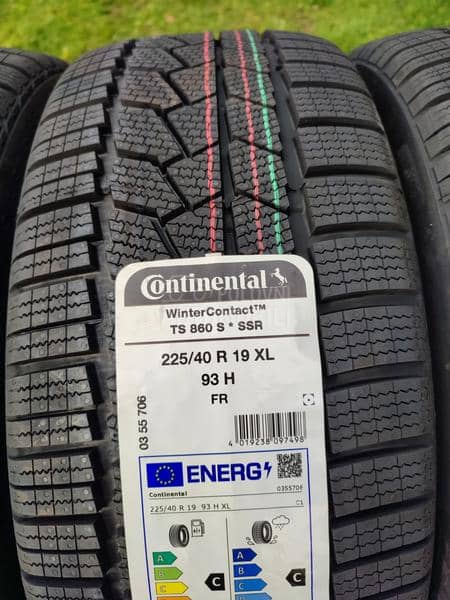 Continental
WinterContact™
TS 860 S * SSR
225/40 R 19 XL
93 H
FR
03 55 706
4 019238 097498
ENERG
Continental
0355706
225/40 R 19 93 H XL
C1
A
B
C
C
A
B
C
C